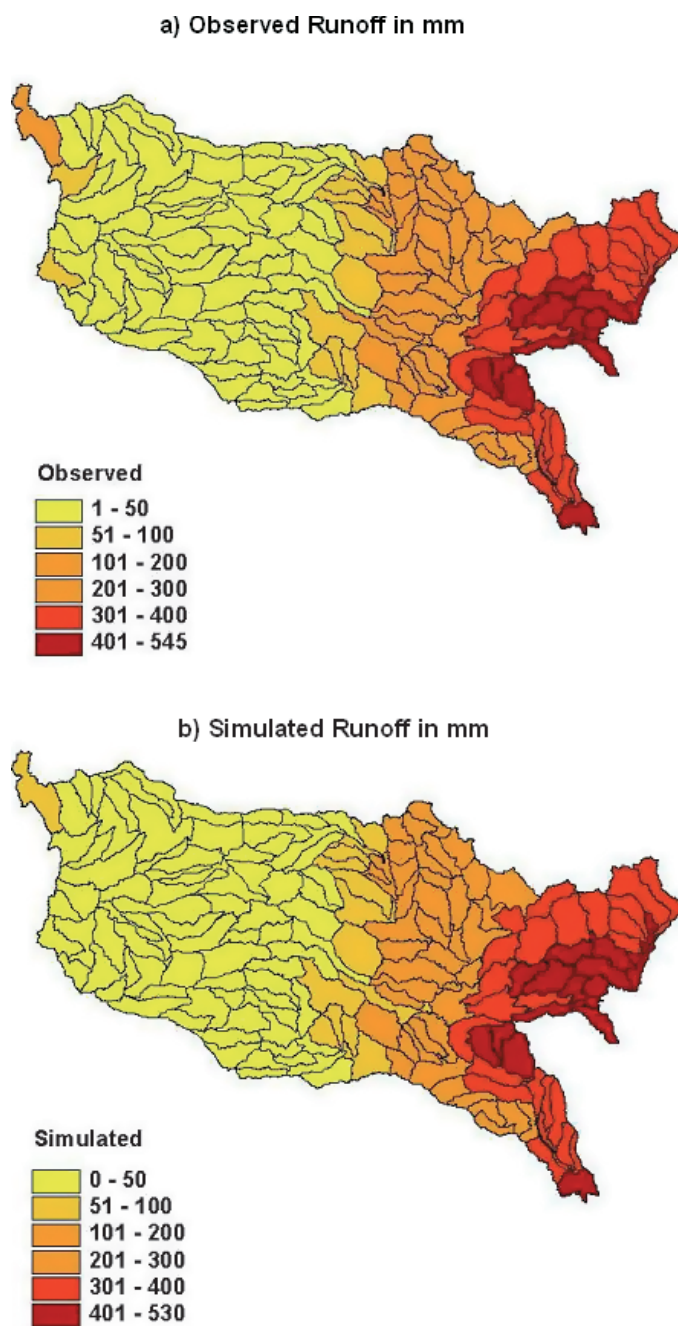 a) Observed Runoff in mm
Observed
1 - 50
51 - 100
101 - 200
201 - 300
301 - 400
401 - 545
b) Simulated Runoff in mm
Simulated
0 - 50
51 - 100
101 - 200
201 - 300
301 - 400
401 - 530